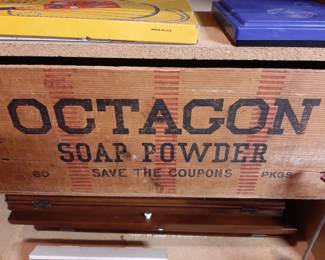 OCTAGON
SOAP POWDER
60 SAVE THE COUPONS PKGS